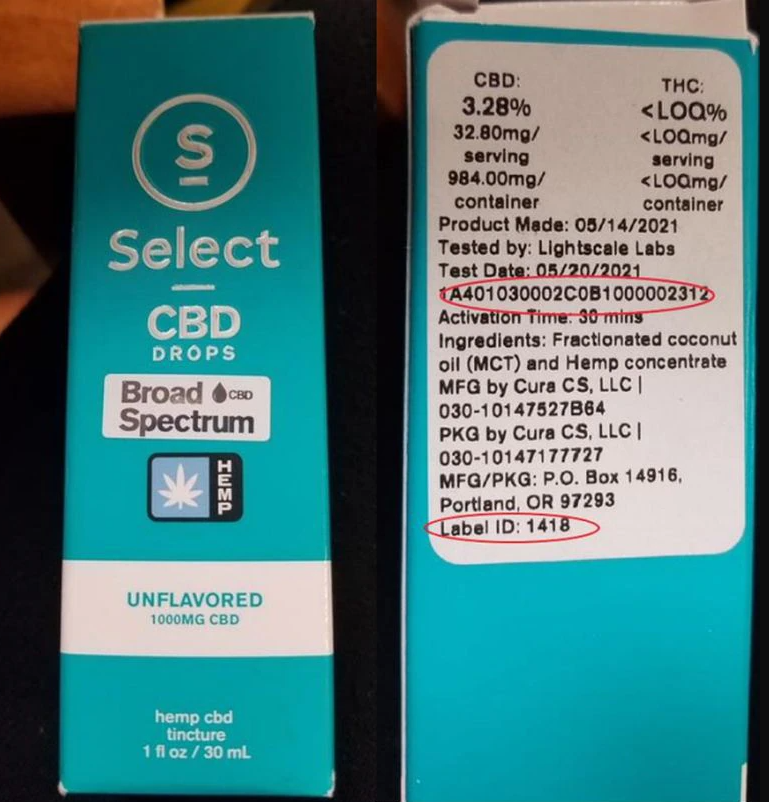 S
Select
CBD
DROPS
Broad CBD
Spectrum
HEMP
UNFLAVORED
1000MG CBD
hemp cbd
tincture
1 fl oz / 30 mL
CBD: THC:
3.28% <LOQ%
32.80mg/ <LOQmg/
serving serving
984.00mg/ <LOQmg/
container container
Product Made: 05/14/2021
Tested by: Lightscale Labs
Test Date: 05/20/2021
1A401030002C0B1000002312
Activation Time: 30 mins
Ingredients: Fractionated coconut
oil (MCT) and Hemp concentrate
MFG by Cura CS, LLC |
030-10147527B64
PKG by Cura CS, LLC |
030-10147177727
MFG/PKG: P.O. Box 14916,
Portland, OR 97293
Label ID: 1418